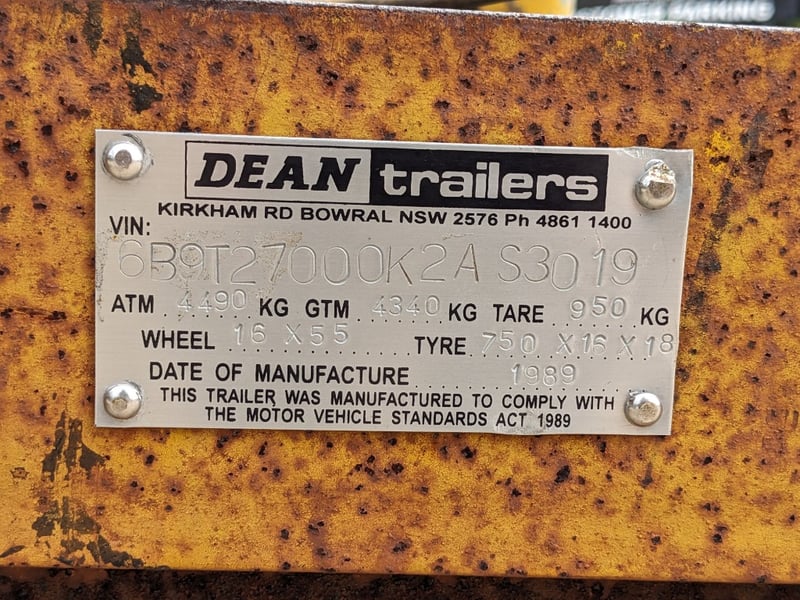 DEAN trailers
KIRKHAM RD BOWRAL NSW 2576 Ph 4861 1400
VIN:
6B9T27000K2A S3019
ATM 4490 KG GTM 4340 KG TARE 950 KG
WHEEL 16 X 55 TYRE 750 X 16 X 18
DATE OF MANUFACTURE 1989
THIS TRAILER WAS MANUFACTURED TO COMPLY WITH
THE MOTOR VEHICLE STANDARDS ACT 1989